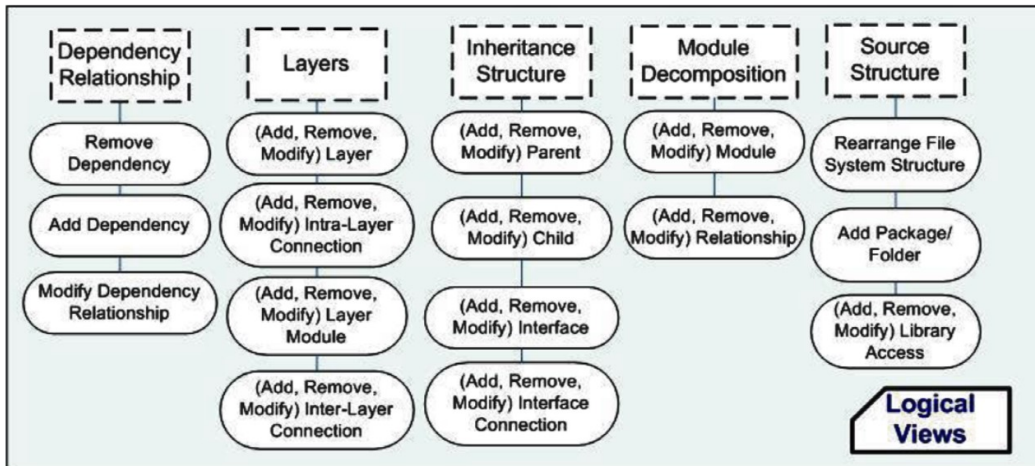 Dependency
Relationship
Remove
Dependency
Add Dependency
Modify Dependency
Relationship
Layers
(Add, Remove,
Modify) Layer
(Add, Remove,
Modify) Intra-Layer
Connection
(Add, Remove,
Modify) Layer
Module
(Add, Remove,
Modify) Inter-Layer
Connection
Inheritance
Structure
(Add, Remove,
Modify) Parent
(Add, Remove,
Modify) Child
(Add, Remove,
Modify) Interface
(Add, Remove,
Modify) Interface
Connection
Module
Decomposition
(Add, Remove,
Modify) Module
(Add, Remove,
Modify) Relationship
Source
Structure
Rearrange File
System Structure
Add Package/
Folder
(Add, Remove,
Modify) Library
Access
Logical
Views